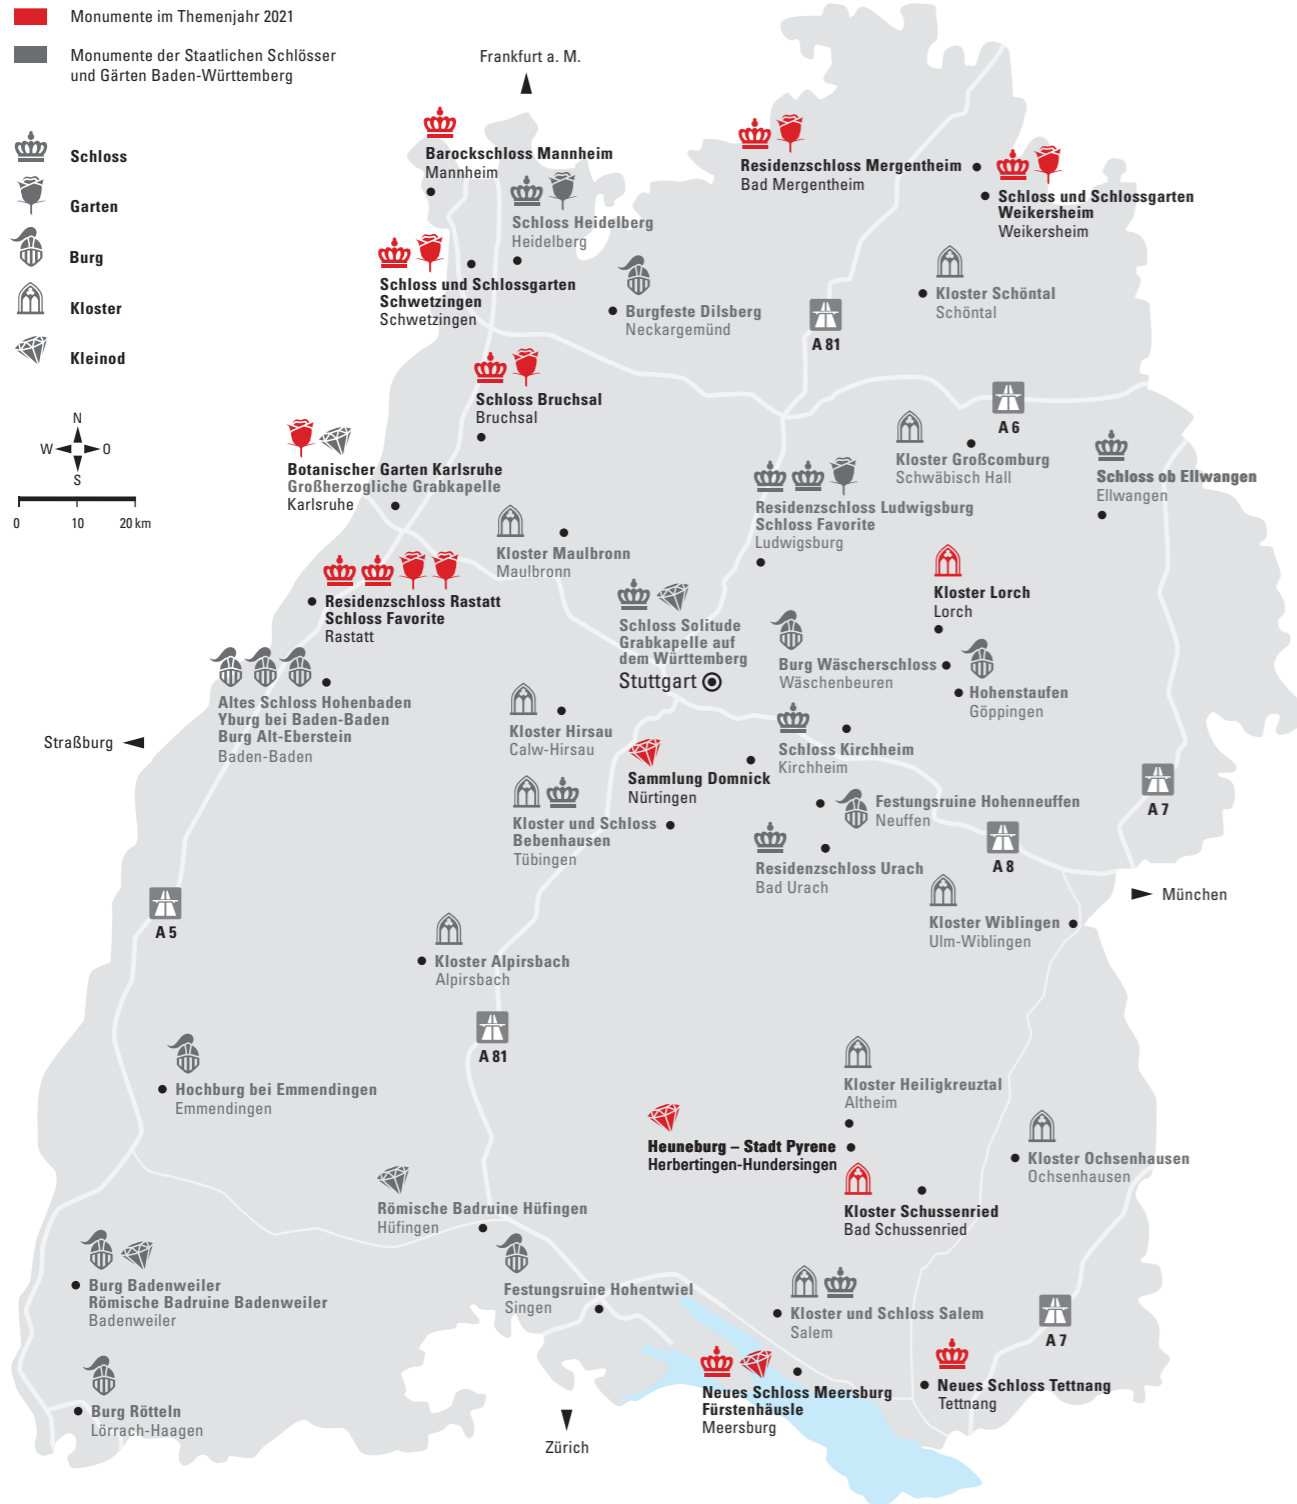 Monumente im Themenjahr 2021
Monumente der Staatlichen Schlösser
und Gärten Baden-Württemberg
Schloss
Garten
Burg
Kloster
Kleinod
N
W
O
S
0
10
20 km
Frankfurt a. M.
Barockschloss Mannheim
Mannheim
Schloss Heidelberg
Heidelberg
Residenzschloss Mergentheim
Bad Mergentheim
Schloss und Schlossgarten
Weikersheim
Weikersheim
Schloss und Schlossgarten
Schwetzingen
Schwetzingen
Burgfeste Dilsberg
Neckargemünd
Kloster Schöntal
Schöntal
A 81
Schloss Bruchsal
Bruchsal
A 6
Botanischer Garten Karlsruhe
Großherzogliche Grabkapelle
Karlsruhe
Kloster Großcomburg
Schwäbisch Hall
Schloss ob Ellwangen
Ellwangen
Residenzschloss Ludwigsburg
Schloss Favorite
Ludwigsburg
Kloster Maulbronn
Maulbronn
Kloster Lorch
Lorch
Residenzschloss Rastatt
Schloss Favorite
Rastatt
Schloss Solitude
Grabkapelle auf
dem Württemberg
Stuttgart
Burg Wäscherschloss
Wäschenbeuren
Hohenstaufen
Göppingen
Altes Schloss Hohenbaden
Yburg bei Baden-Baden
Burg Alt-Eberstein
Baden-Baden
Straßburg
Kloster Hirsau
Calw-Hirsau
Schloss Kirchheim
Kirchheim
Sammlung Domnick
Nürtingen
Kloster und Schloss
Bebenhausen
Tübingen
Festungsruine Hohenneuffen
Neuffen
A 7
A 8
Residenzschloss Urach
Bad Urach
München
A 5
Kloster Wiblingen
Ulm-Wiblingen
Kloster Alpirsbach
Alpirsbach
A 81
Hochburg bei Emmendingen
Emmendingen
Kloster Heiligkreuztal
Altheim
Heuneburg – Stadt Pyrene
Herbertingen-Hundersingen
Kloster Ochsenhausen
Ochsenhausen
Kloster Schussenried
Bad Schussenried
Römische Badruine Hüfingen
Hüfingen
Burg Badenweiler
Römische Badruine Badenweiler
Badenweiler
Festungsruine Hohentwiel
Singen
Kloster und Schloss Salem
Salem
A 7
Neues Schloss Meersburg
Fürstenhäusle
Meersburg
Neues Schloss Tettnang
Tettnang
Burg Rötteln
Lörrach-Haagen
Zürich